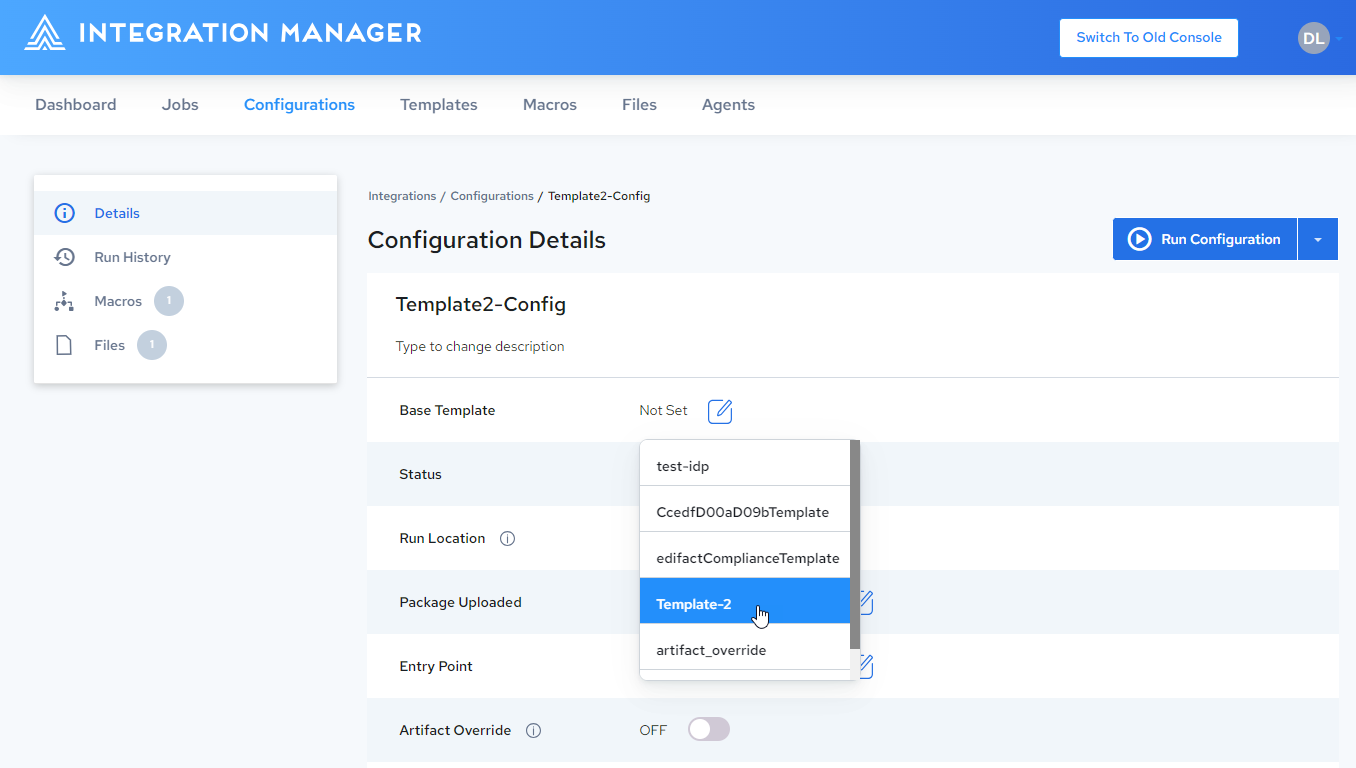 INTEGRATION MANAGER
Switch To Old Console
DL
Dashboard Jobs Configurations Templates Macros Files Agents
Details
Run History
Macros 1
Files 1
Integrations / Configurations / Template2-Config
Configuration Details
Run Configuration
Template2-Config
Type to change description
Base Template Not Set
Status
Run Location
Package Uploaded
Entry Point
Artifact Override OFF
test-idp
CcedfD00aD09bTemplate
edifactComplianceTemplate
Template-2
artifact_override